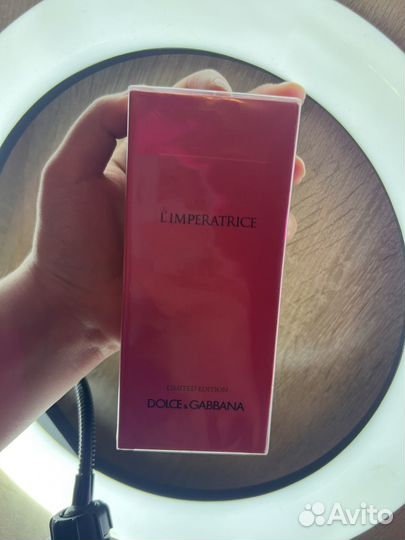 L'IMPERATRICE
LIMITED EDITION
DOLCE & GABBANA
Avito